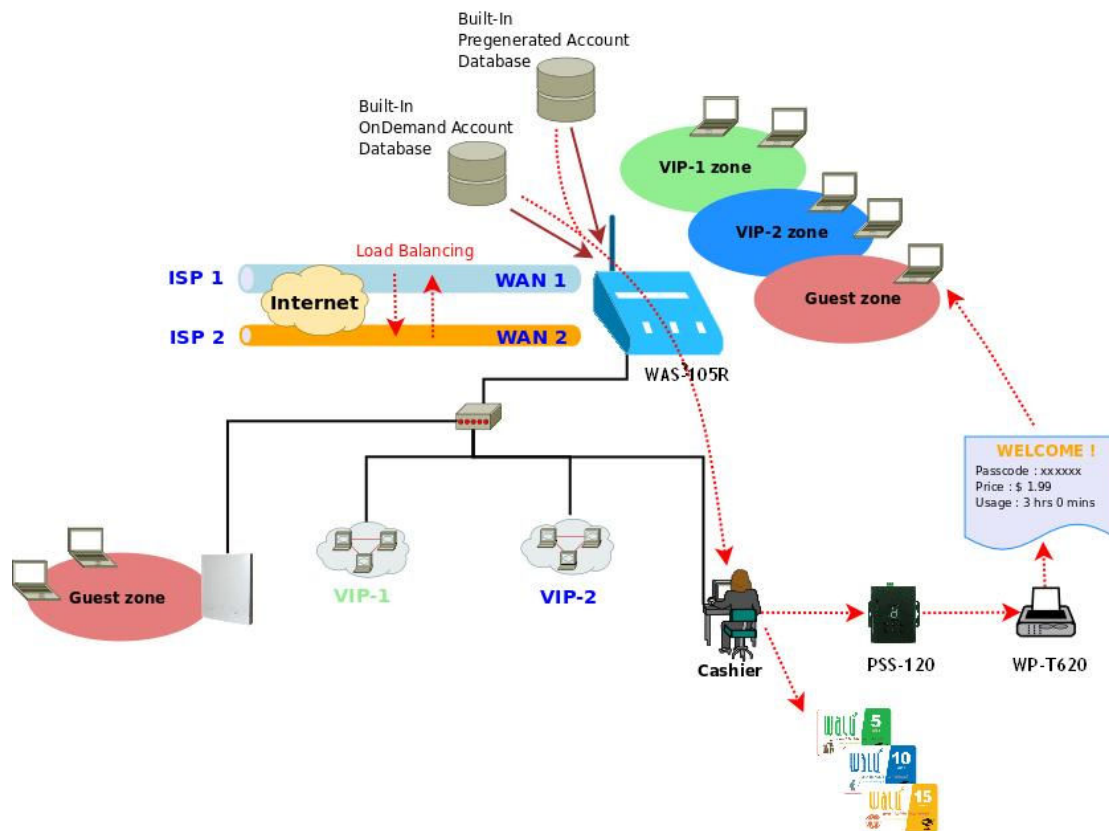 Built-In
Pregenerated Account
Database
Built-In
OnDemand Account
Database
VIP-1 zone
VIP-2 zone
Guest zone
Load Balancing
ISP 1
WAN 1
Internet
ISP 2
WAN 2
WAS-105R
WELCOME !
Passcode : xxxxxx
Price : $ 1.99
Usage : 3 hrs 0 mins
Guest zone
VIP-1
VIP-2
Cashier
PSS-120
WP-T620
5
10
15